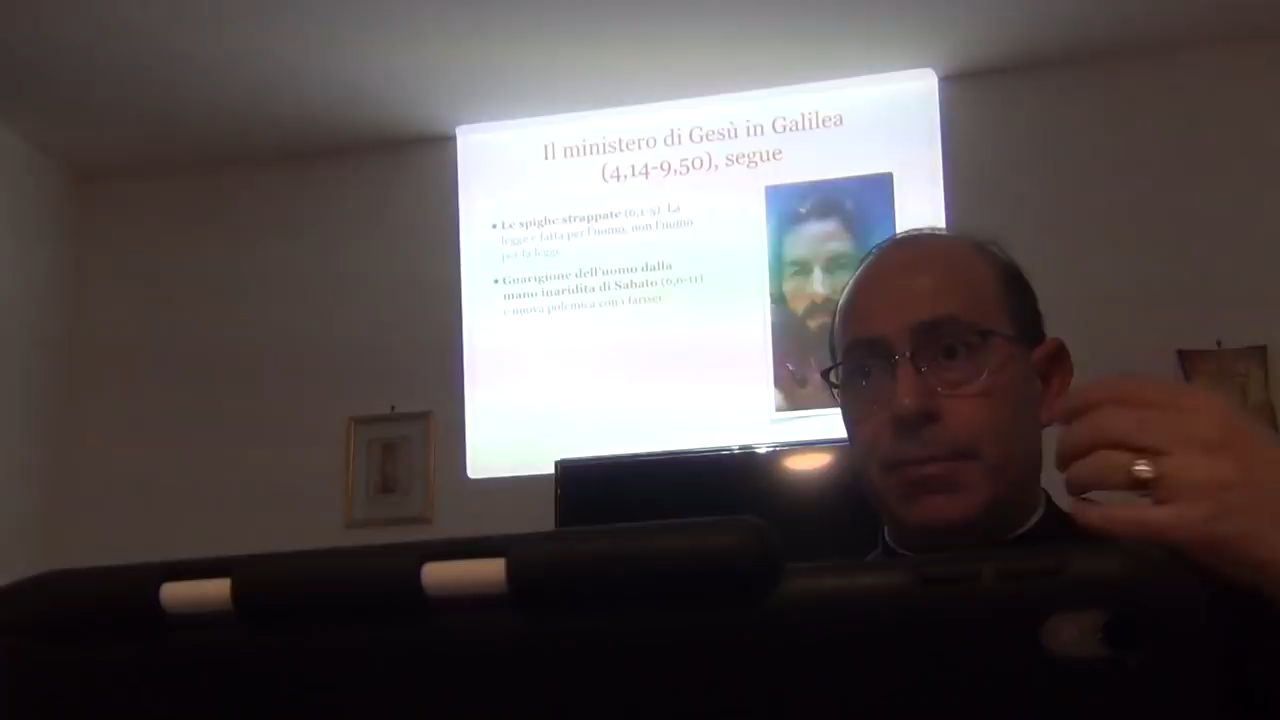 Il ministero di Gesù in Galilea
(4,14-9,50), segue
• Le spighe strappate (6,1-5). La
legge è fatta per l'uomo, non l'uomo
per la legge
• Guarigione dell'uomo dalla
mano inaridita di Sabato (6,6-11)
e nuova polemica con i farisei